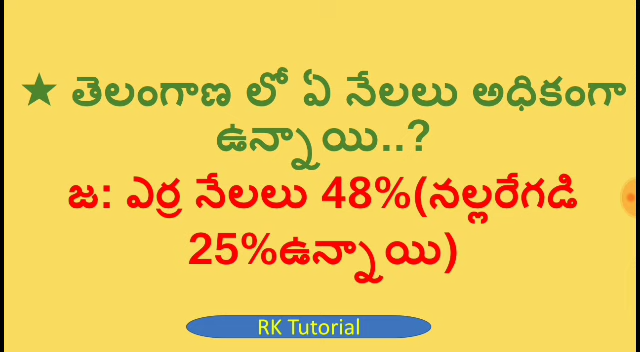 ★ తెలంగాణ లో ఏ నేలలు అధికంగా
ఉన్నాయి..?
జ: ఎర్ర నేలలు 48%(నల్లరేగడి
25%ఉన్నాయి)
RK Tutorial